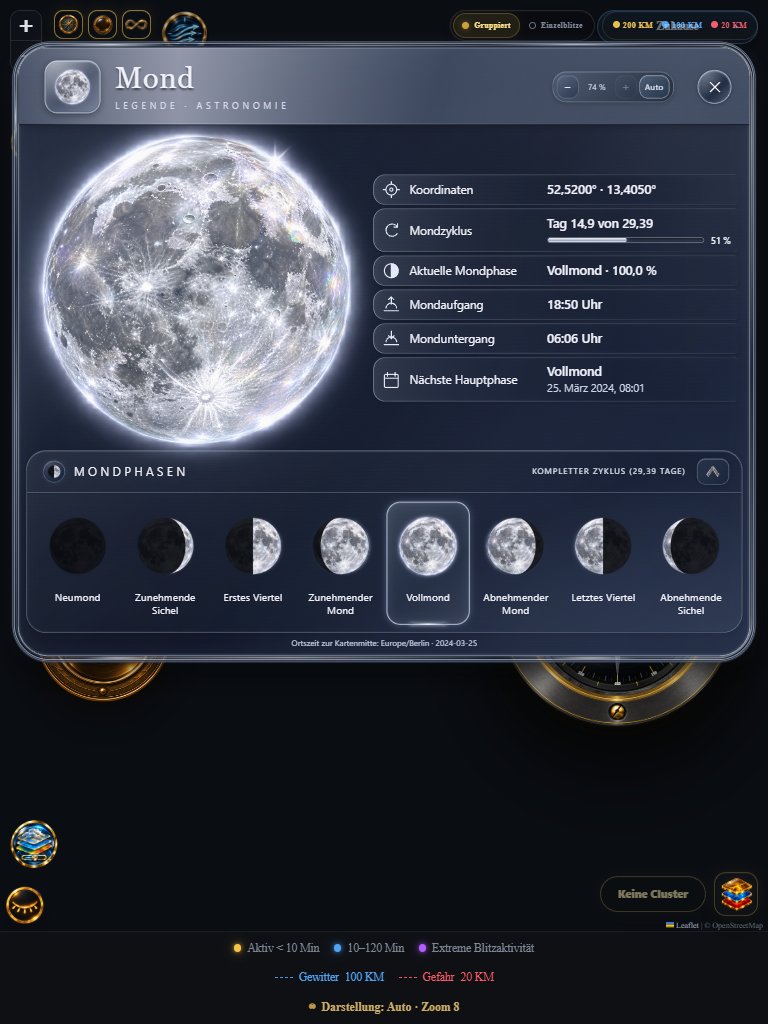 Gruppiert
Einzelblitze
200 KM
100 KM
20 KM
Mond
LEGENDE · ASTRONOMIE
− 74 % + Auto
Koordinaten 52,5200° · 13,4050°
Mondzyklus Tag 14,9 von 29,39
51 %
Aktuelle Mondphase Vollmond · 100,0 %
Mondaufgang 18:50 Uhr
Monduntergang 06:06 Uhr
Nächste Hauptphase Vollmond
25. März 2024, 08:01
MONDPHASEN
KOMPLETTER ZYKLUS (29,39 TAGE)
Neumond
Zunehmende
Sichel
Erstes Viertel
Zunehmender
Mond
Vollmond
Abnehmender
Mond
Letztes Viertel
Abnehmende
Sichel
Ortszeit zur Kartenmitte: Europe/Berlin · 2024-03-25
Keine Cluster
Leaflet | © OpenStreetMap
Aktiv < 10 Min
10–120 Min
Extreme Blitzaktivität
Gewitter 100 KM
Gefahr 20 KM
Darstellung: Auto · Zoom 8